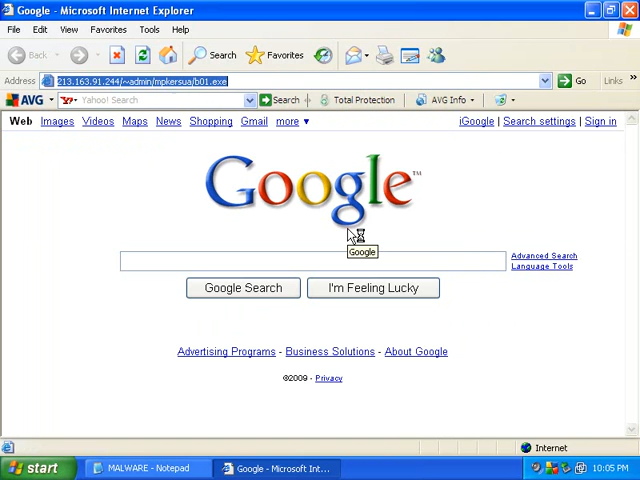 Google - Microsoft Internet Explorer
File Edit View Favorites Tools Help
Back Search Favorites
Address 213.163.91.244/~admin/mpkersua/b01.exe Go Links »
AVG Y! Yahoo! Search Search Total Protection AVG Info
Web Images Videos Maps News Shopping Gmail more ▼ iGoogle | Search settings | Sign in
Google™
Google
Advanced Search
Language Tools
Google Search I'm Feeling Lucky
Advertising Programs - Business Solutions - About Google
©2009 - Privacy
Internet
start MALWARE - Notepad Google - Microsoft Int... 10:05 PM